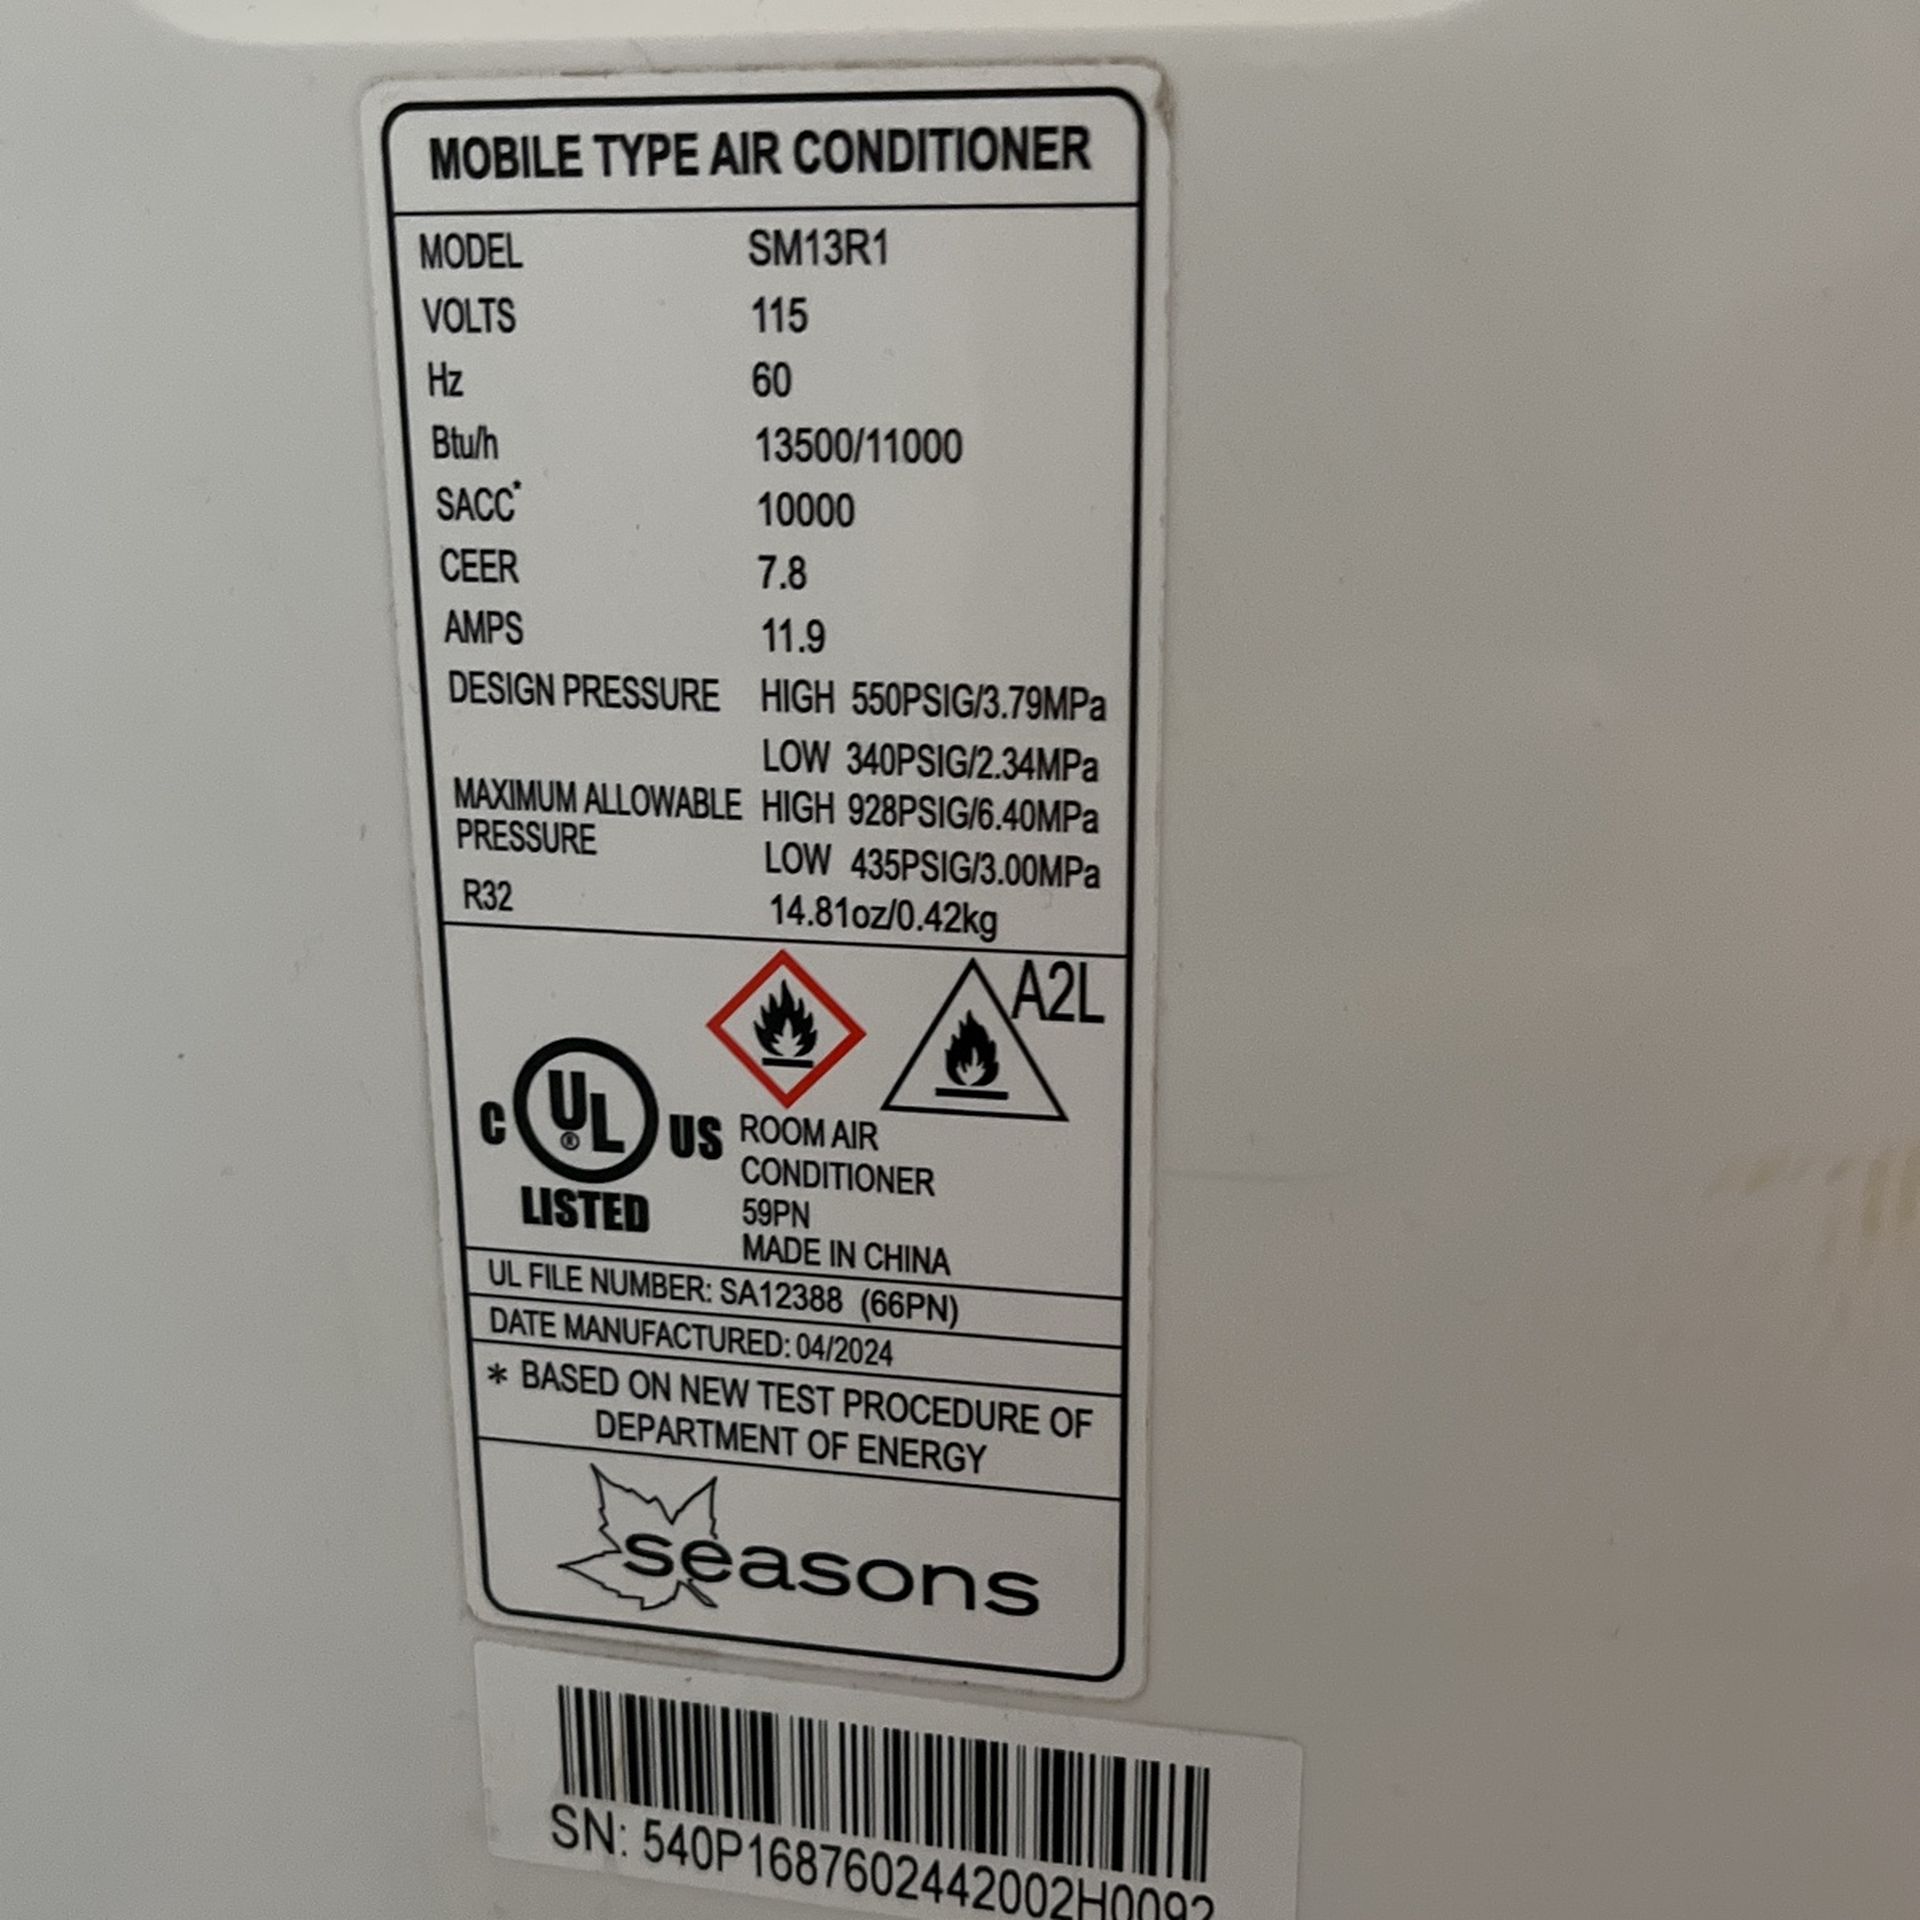 MOBILE TYPE AIR CONDITIONER
MODEL SM13R1
VOLTS 115
Hz 60
Btu/h 13500/11000
SACC* 10000
CEER 7.8
AMPS 11.9
DESIGN PRESSURE HIGH 550PSIG/3.79MPa
LOW 340PSIG/2.34MPa
MAXIMUM ALLOWABLE HIGH 928PSIG/6.40MPa
PRESSURE LOW 435PSIG/3.00MPa
R32 14.81oz/0.42kg
A2L
C UL® US
LISTED
ROOM AIR
CONDITIONER
59PN
MADE IN CHINA
UL FILE NUMBER: SA12388 (66PN)
DATE MANUFACTURED: 04/2024
* BASED ON NEW TEST PROCEDURE OF
DEPARTMENT OF ENERGY
seasons
SN: 540P1687602442002H0092